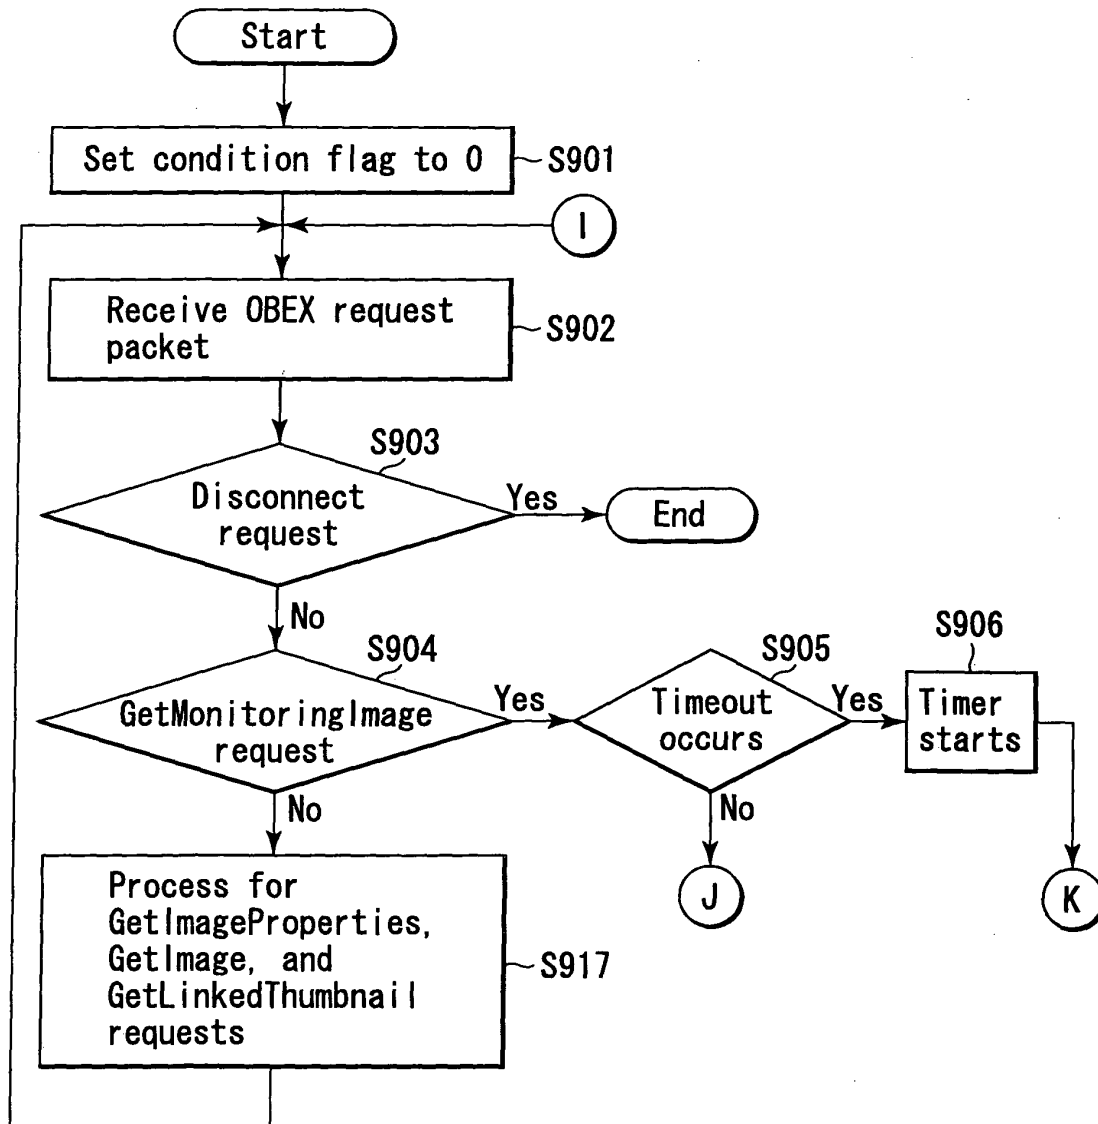 Start
Set condition flag to 0
S901
I
Receive OBEX request
packet
S902
S903
Disconnect
request
Yes
End
No
S904
GetMonitoringImage
request
Yes
S905
Timeout
occurs
Yes
S906
Timer
starts
No
No
J
K
Process for
GetImageProperties,
GetImage, and
GetLinkedThumbnail
requests
S917